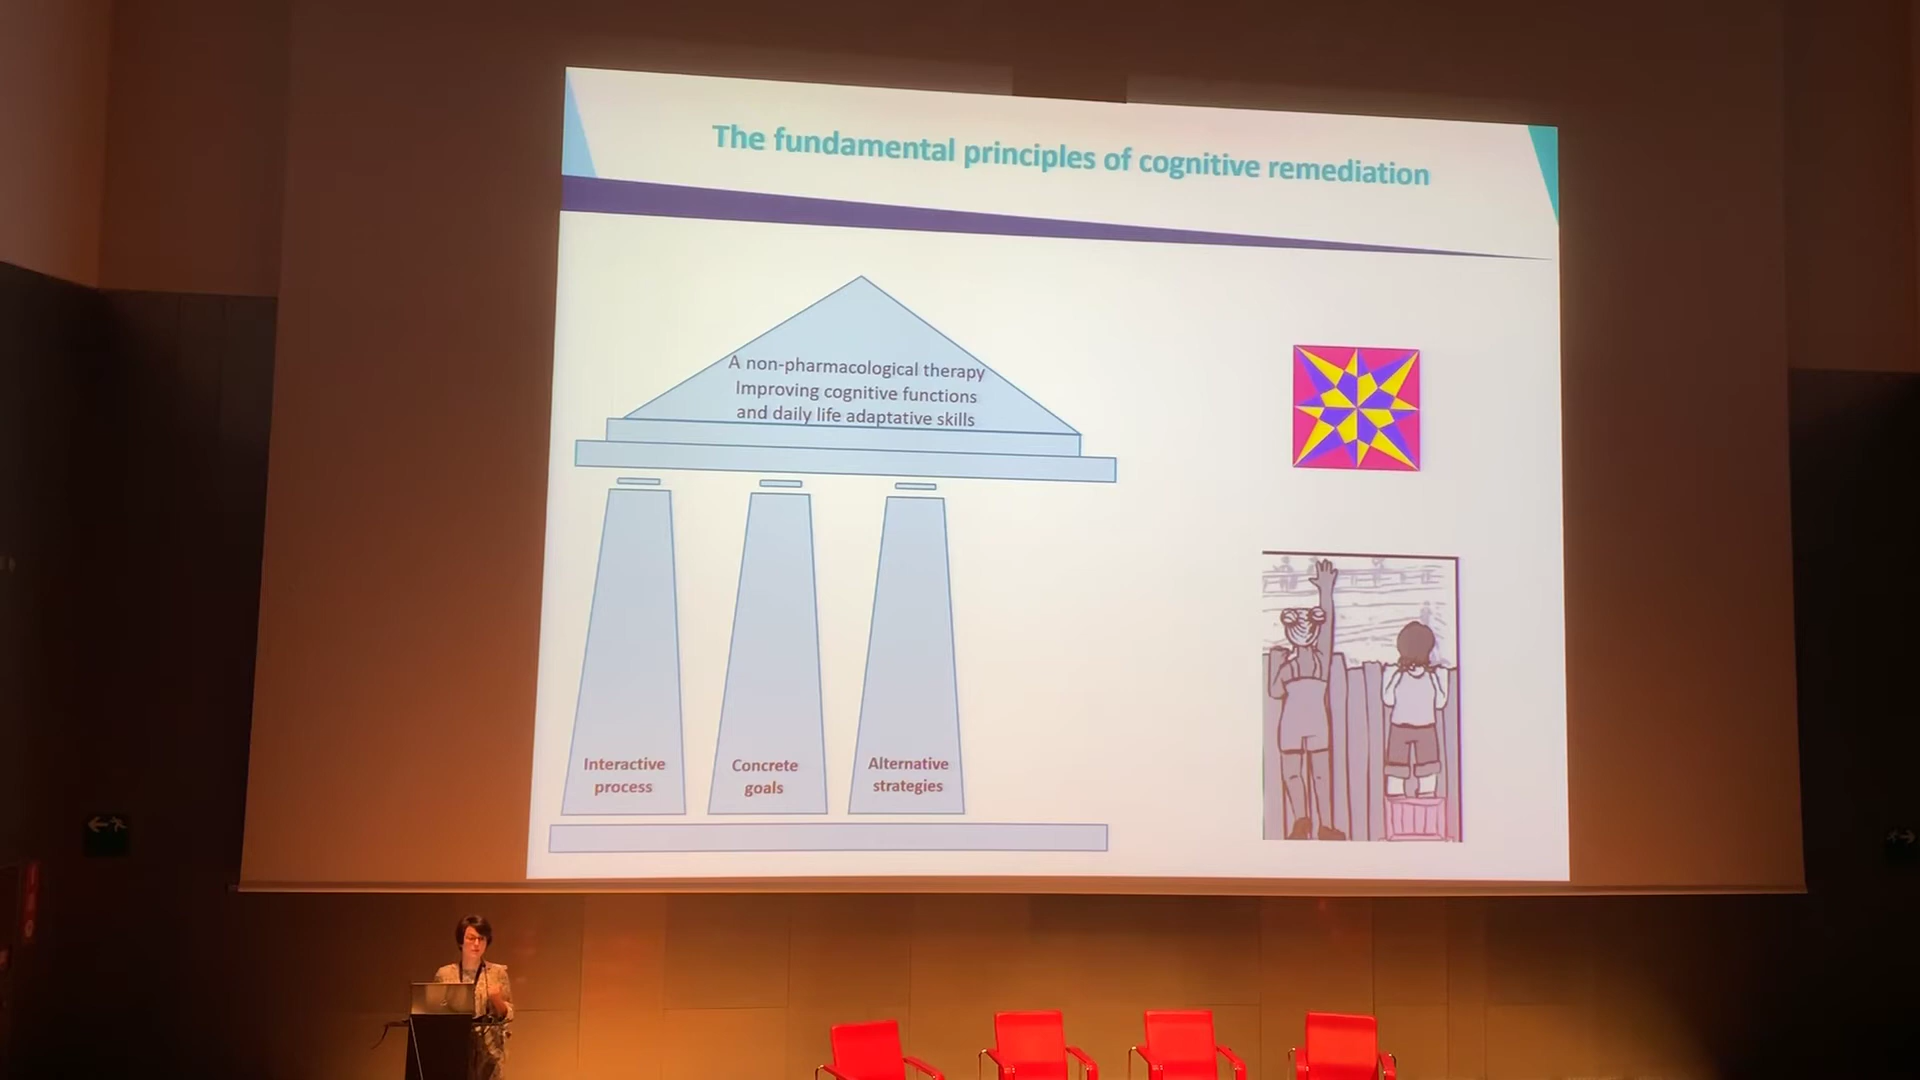 The fundamental principles of cognitive remediation
A non-pharmacological therapy
Improving cognitive functions
and daily life adaptative skills
Interactive
process
Concrete
goals
Alternative
strategies